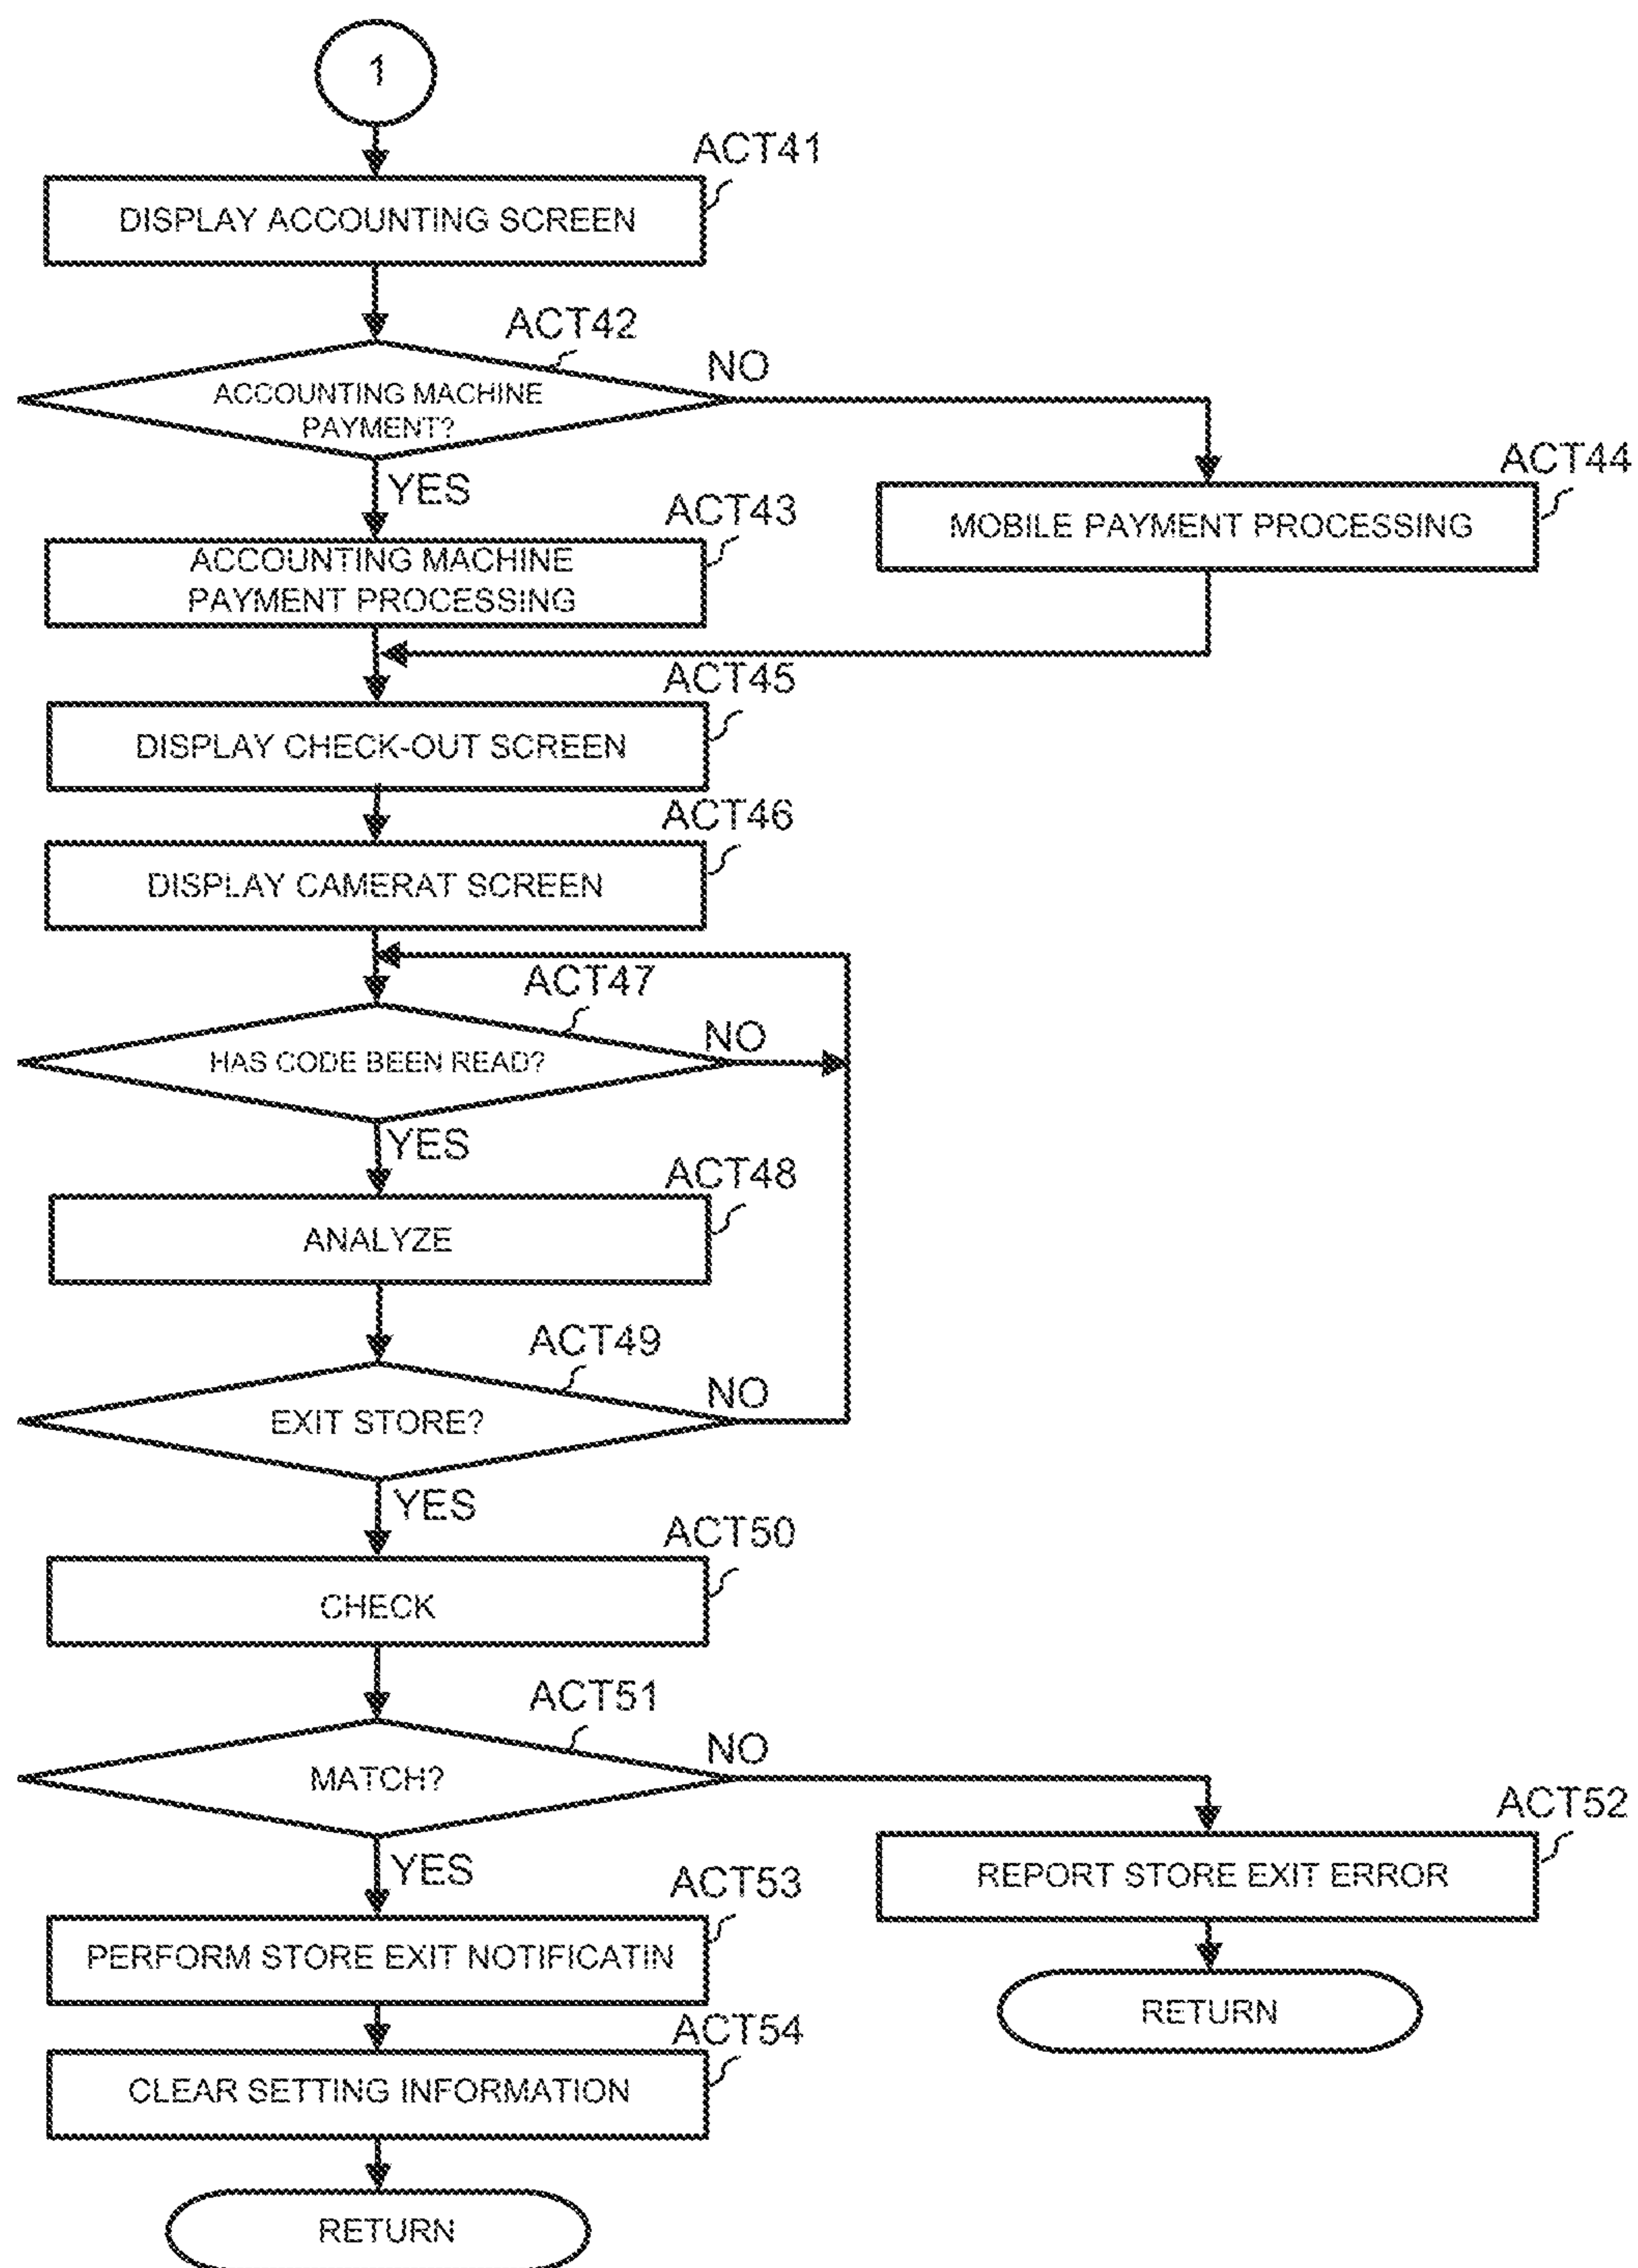 1
ACT41
DISPLAY ACCOUNTING SCREEN
ACT42
NO
ACCOUNTING MACHINE
PAYMENT?
YES
ACT44
MOBILE PAYMENT PROCESSING
ACT43
ACCOUNTING MACHINE
PAYMENT PROCESSING
ACT45
DISPLAY CHECK-OUT SCREEN
ACT46
DISPLAY CAMERAT SCREEN
ACT47
NO
HAS CODE BEEN READ?
YES
ACT48
ANALYZE
ACT49
NO
EXIT STORE?
YES
ACT50
CHECK
ACT51
NO
MATCH?
YES
ACT52
REPORT STORE EXIT ERROR
RETURN
ACT53
PERFORM STORE EXIT NOTIFICATIN
ACT54
CLEAR SETTING INFORMATION
RETURN